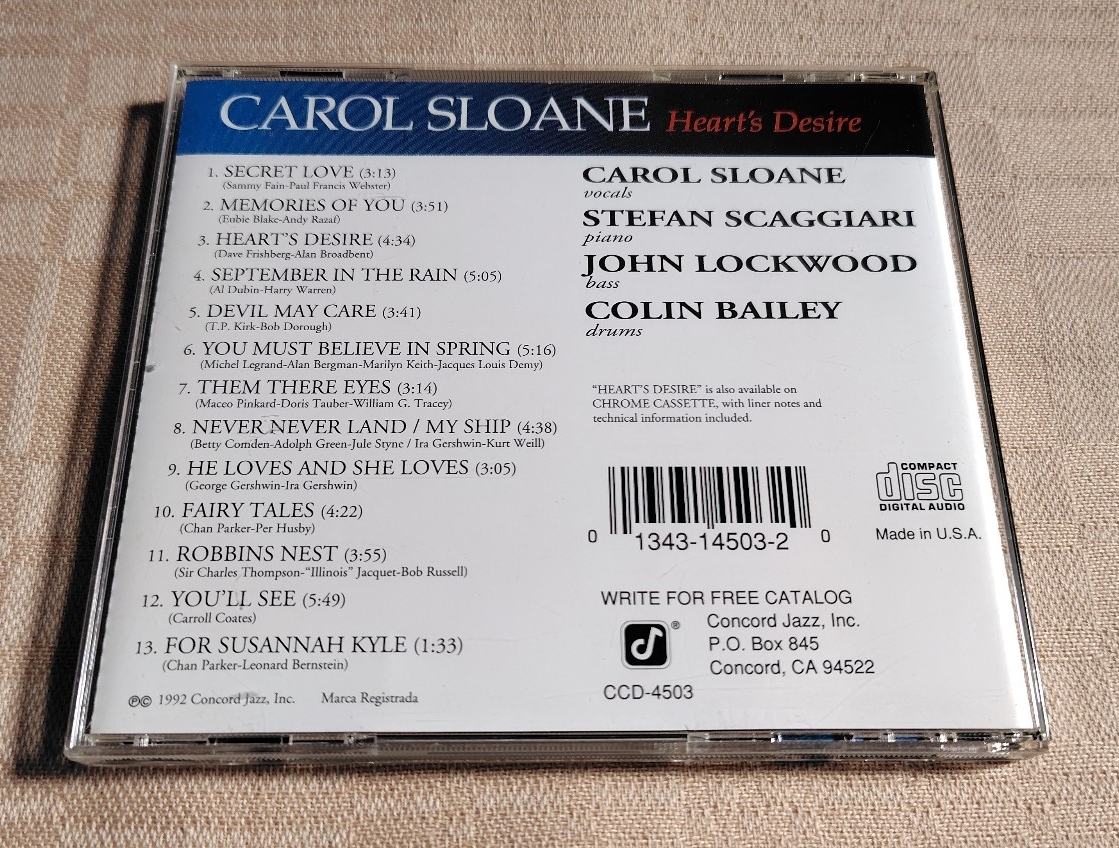 CAROL SLOANE Heart's Desire
1. SECRET LOVE (3:13)
(Sammy Fain-Paul Francis Webster)
2. MEMORIES OF YOU (3:51)
(Eubie Blake-Andy Razaf)
3. HEART'S DESIRE (4:34)
(Dave Frishberg-Alan Broadbent)
4. SEPTEMBER IN THE RAIN (5:05)
(Al Dubin-Harry Warren)
5. DEVIL MAY CARE (3:41)
(T.P. Kirk-Bob Dorough)
6. YOU MUST BELIEVE IN SPRING (5:16)
(Michel Legrand-Alan Bergman-Marilyn Keith-Jacques Louis Demy)
7. THEM THERE EYES (3:14)
(Maceo Pinkard-Doris Tauber-William G. Tracey)
8. NEVER NEVER LAND / MY SHIP (4:38)
(Betty Comden-Adolph Green-Jule Styne / Ira Gershwin-Kurt Weill)
9. HE LOVES AND SHE LOVES (3:05)
(George Gershwin-Ira Gershwin)
10. FAIRY TALES (4:22)
(Chan Parker-Per Husby)
11. ROBBINS NEST (3:55)
(Sir Charles Thompson-"Illinois" Jacquet-Bob Russell)
12. YOU'LL SEE (5:49)
(Carroll Coates)
13. FOR SUSANNAH KYLE (1:33)
(Chan Parker-Leonard Bernstein)
℗© 1992 Concord Jazz, Inc. Marca Registrada
CAROL SLOANE
vocals
STEFAN SCAGGIARI
piano
JOHN LOCKWOOD
bass
COLIN BAILEY
drums
"HEART'S DESIRE" is also available on
CHROME CASSETTE, with liner notes and
technical information included.
0 1343-14503-2 0
COMPACT
disc
DIGITAL AUDIO
Made in U.S.A.
WRITE FOR FREE CATALOG
®
Concord Jazz, Inc.
P.O. Box 845
Concord, CA 94522
CCD-4503